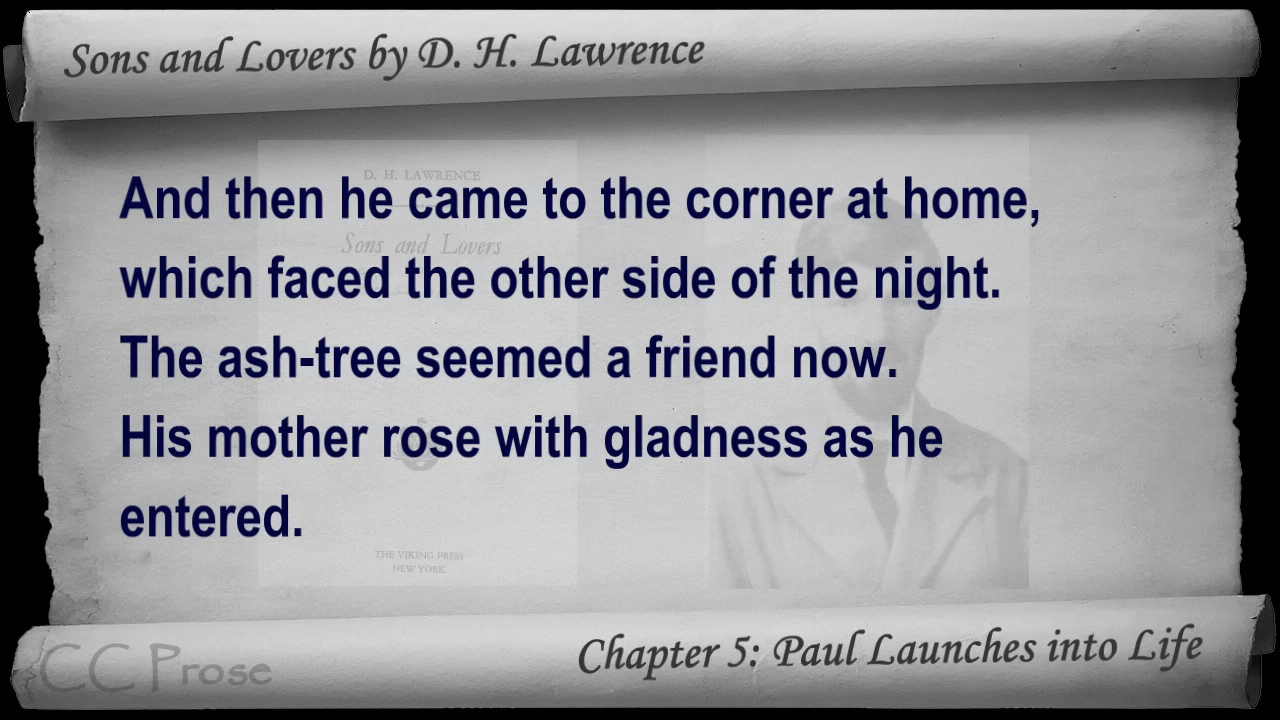 Sons and Lovers by D. H. Lawrence
D. H. LAWRENCE
And then he came to the corner at home,
Sons and Lovers
which faced the other side of the night.
The ash-tree seemed a friend now.
His mother rose with gladness as he
entered.
THE VIKING PRESS
NEW YORK
Chapter 5: Paul Launches into Life
CC Prose